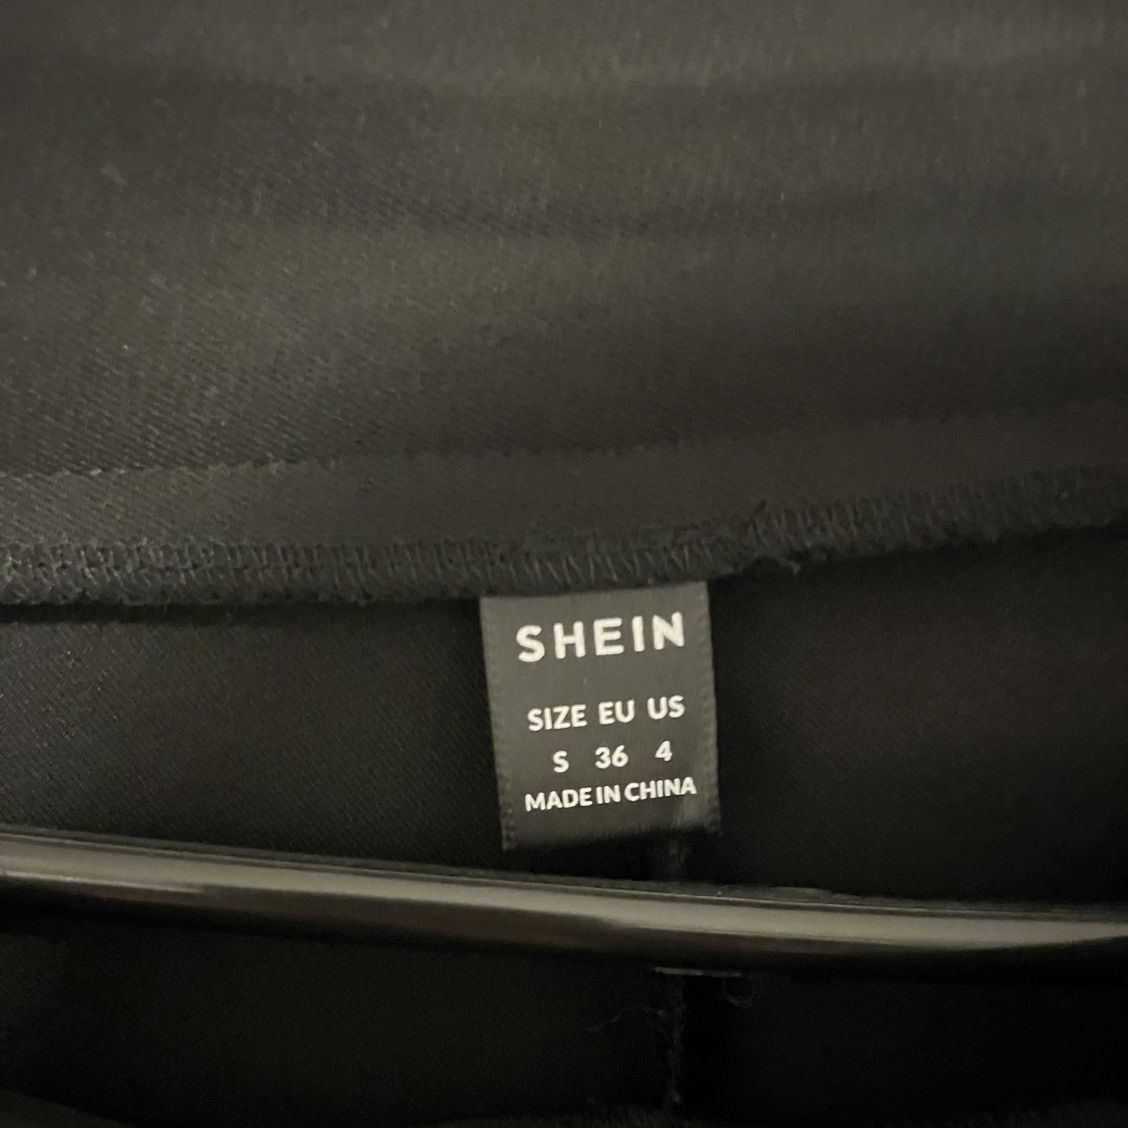 SHEIN
SIZE EU US
S 36 4
MADE IN CHINA